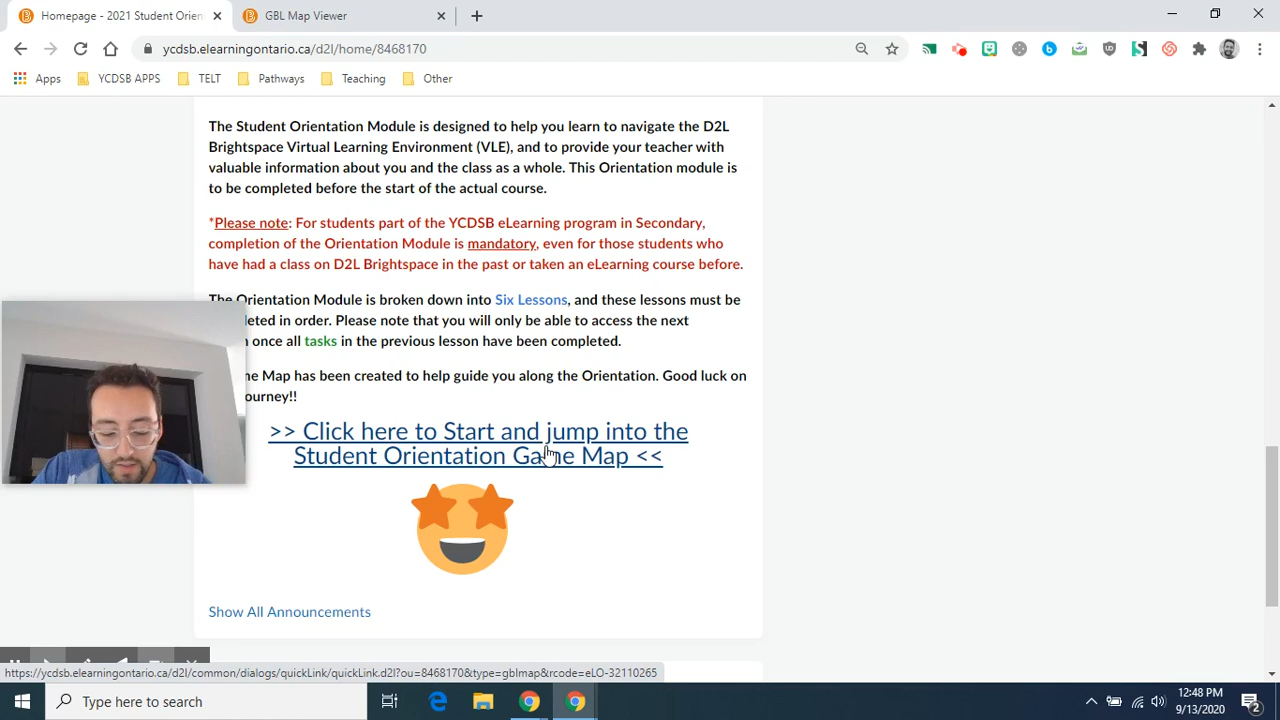 Homepage - 2021 Student Orien
GBL Map Viewer
ycdsb.elearningontario.ca/d2l/home/8468170
Apps YCDSB APPS TELT Pathways Teaching Other
The Student Orientation Module is designed to help you learn to navigate the D2L
Brightspace Virtual Learning Environment (VLE), and to provide your teacher with
valuable information about you and the class as a whole. This Orientation module is
to be completed before the start of the actual course.
*Please note: For students part of the YCDSB eLearning program in Secondary,
completion of the Orientation Module is mandatory, even for those students who
have had a class on D2L Brightspace in the past or taken an eLearning course before.
The Orientation Module is broken down into Six Lessons, and these lessons must be
leted in order. Please note that you will only be able to access the next
once all tasks in the previous lesson have been completed.
ne Map has been created to help guide you along the Orientation. Good luck on
ourney!!
>> Click here to Start and jump into the
Student Orientation Game Map <<
Show All Announcements
https://ycdsb.elearningontario.ca/d2l/common/dialogs/quickLink/quickLink.d2l?ou=8468170&type=gblmap&rcode=eLO-32110265
Type here to search
12:48 PM
9/13/2020
2